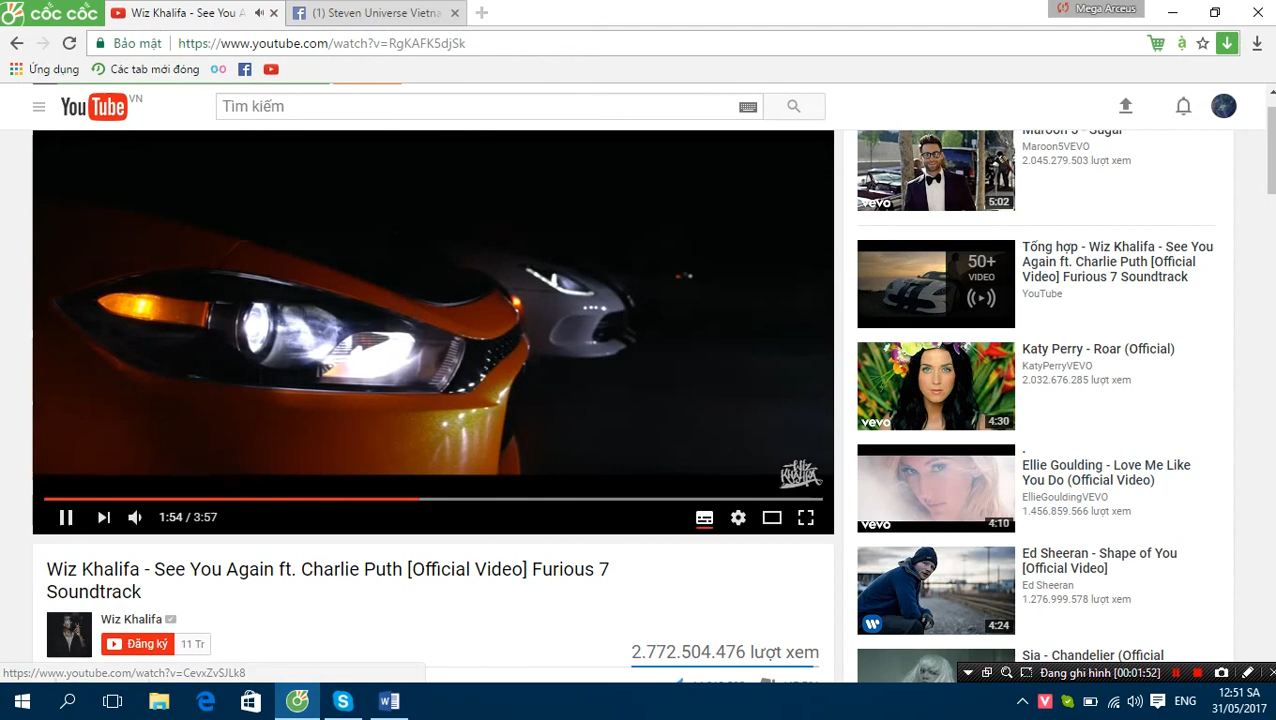 cốc cốc
Wiz Khalifa - See You A
(1) Steven Universe Vietna
Mega Arceus
Bảo mật
https://www.youtube.com/watch?v=RgKAFK5djSk
Ứng dụng
Các tab mới đóng
YouTube VN
Tìm kiếm
WIZ KHALIFA
1:54 / 3:57
Wiz Khalifa - See You Again ft. Charlie Puth [Official Video] Furious 7
Soundtrack
Wiz Khalifa
Đăng ký
11 Tr
2.772.504.476 lượt xem
Maroon 5 - Sugar
Maroon5VEVO
2.045.279.503 lượt xem
vevo
5:02
Tổng hợp - Wiz Khalifa - See You
Again ft. Charlie Puth [Official
Video] Furious 7 Soundtrack
YouTube
50+
VIDEO
Katy Perry - Roar (Official)
KatyPerryVEVO
2.032.676.285 lượt xem
vevo
4:30
Ellie Goulding - Love Me Like
You Do (Official Video)
EllieGouldingVEVO
1.456.859.566 lượt xem
vevo
4:10
Ed Sheeran - Shape of You
[Official Video]
Ed Sheeran
1.276.999.578 lượt xem
4:24
Sia - Chandelier (Official
https://www.youtube.com/watch?v=CevxZvSJLk8
Đang ghi hình [00:01:52]
ENG
12:51 SA
31/05/2017